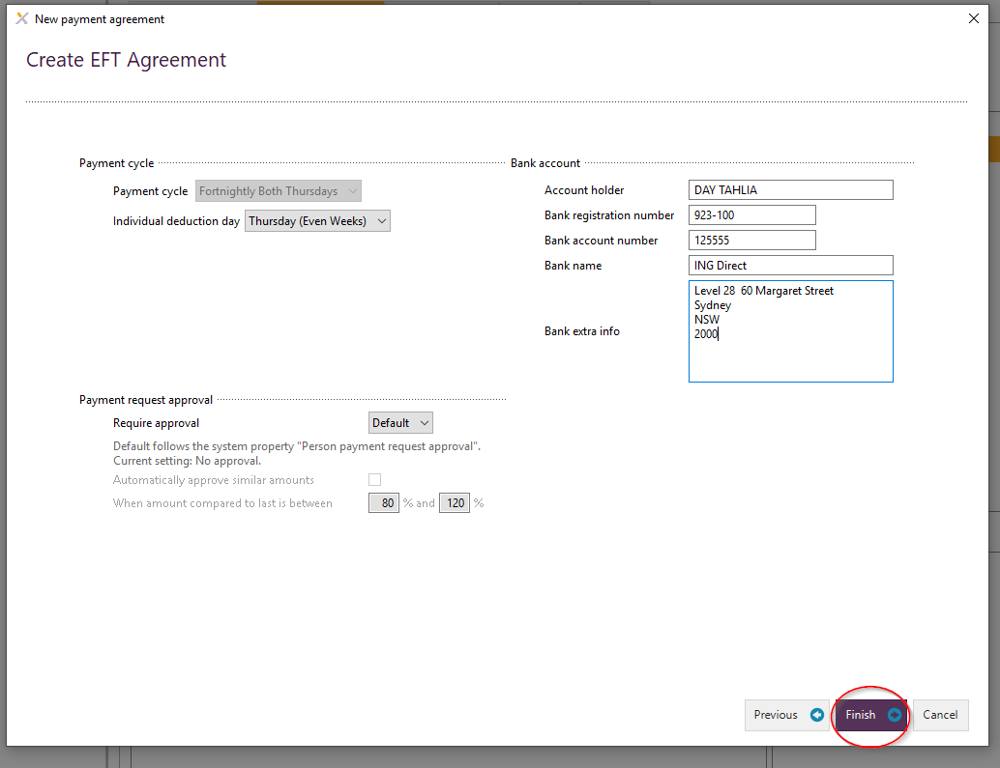 New payment agreement
Create EFT Agreement
Payment cycle
Payment cycle Fortnightly Both Thursdays
Individual deduction day Thursday (Even Weeks)
Bank account
Account holder DAY TAHLIA
Bank registration number 923-100
Bank account number 125555
Bank name ING Direct
Bank extra info
Level 28 60 Margaret Street
Sydney
NSW
2000
Payment request approval
Require approval Default
Default follows the system property "Person payment request approval".
Current setting: No approval.
Automatically approve similar amounts
When amount compared to last is between 80 % and 120 %
Previous Finish Cancel